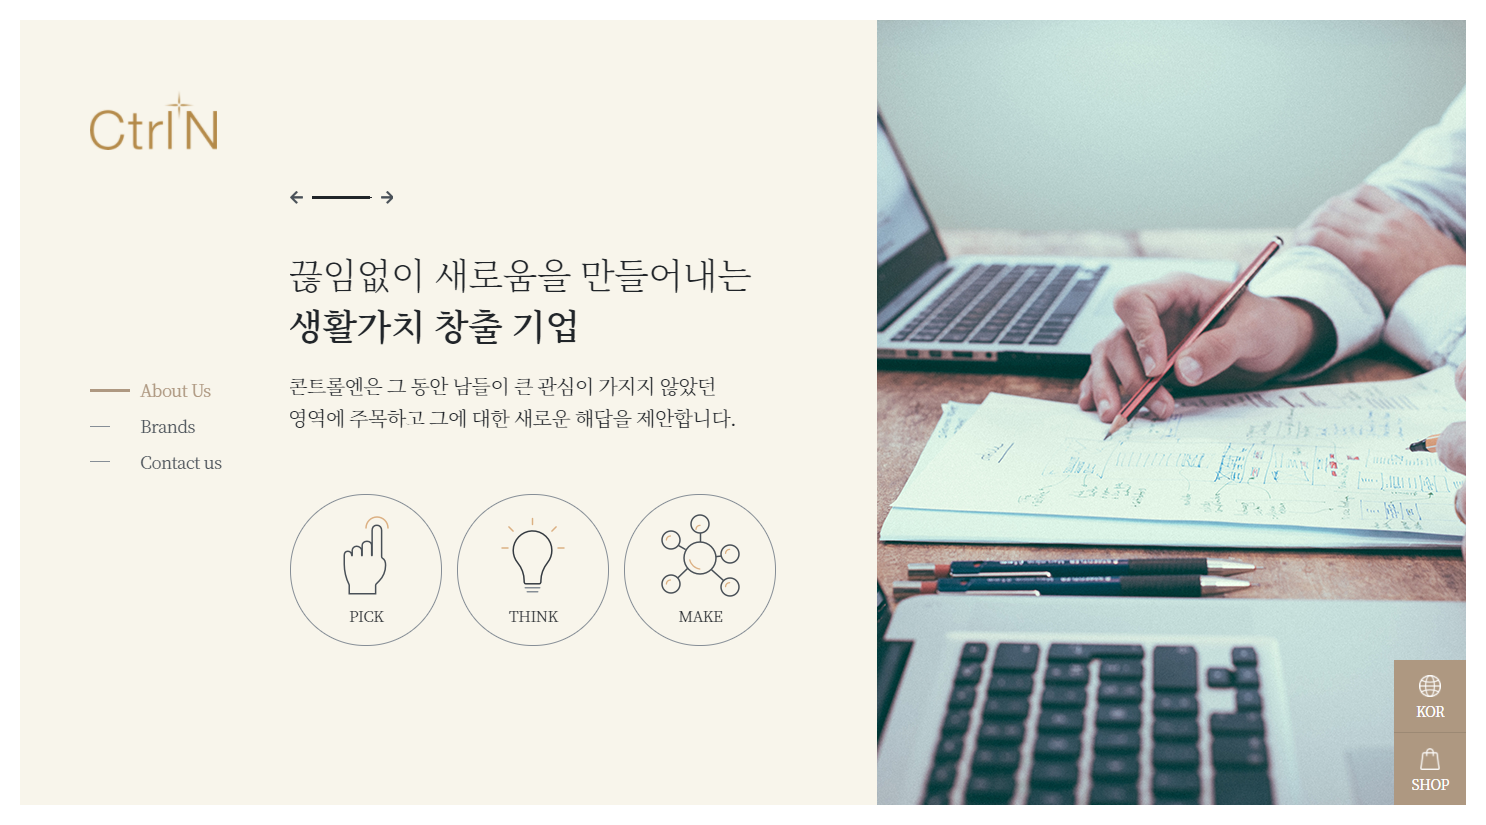 CtrlN
끊임없이 새로움을 만들어내는
생활가치 창출 기업
콘트롤엔은 그 동안 남들이 큰 관심이 가지지 않았던
영역에 주목하고 그에 대한 새로운 해답을 제안합니다.
About Us
Brands
Contact us
PICK
THINK
MAKE
KOR
SHOP